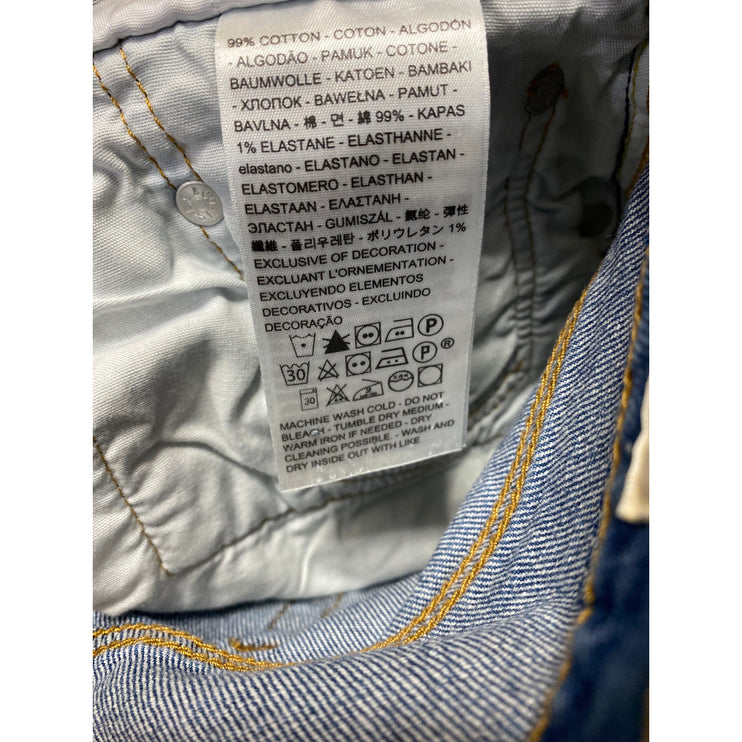 99% COTTON - COTON - ALGODÓN
- ALGODÃO - PAMUK - COTONE -
BAUMWOLLE - KATOEN - BAMBAKI
- ХЛОПОК - BAWEŁNA - PAMUT -
BAVLNA - 棉 - 면 - 綿 99% - KAPAS
1% ELASTANE - ELASTHANNE -
elastano - ELASTANO - ELASTAN -
ELASTOMERO - ELASTHAN -
ELASTAAN - ΕΛΑΣΤΑΝΗ -
ЭЛАСТАН - GUMISZÁL - 氨纶 - 彈性
纖維 - 폴리우레탄 - ポリウレタン 1%
EXCLUSIVE OF DECORATION -
EXCLUANT L'ORNEMENTATION -
EXCLUYENDO ELEMENTOS
DECORATIVOS - EXCLUINDO
DECORAÇÃO
P
30 P ®
30
MACHINE WASH COLD - DO NOT
BLEACH - TUMBLE DRY MEDIUM -
WARM IRON IF NEEDED - DRY
CLEANING POSSIBLE - WASH AND
DRY INSIDE OUT WITH LIKE